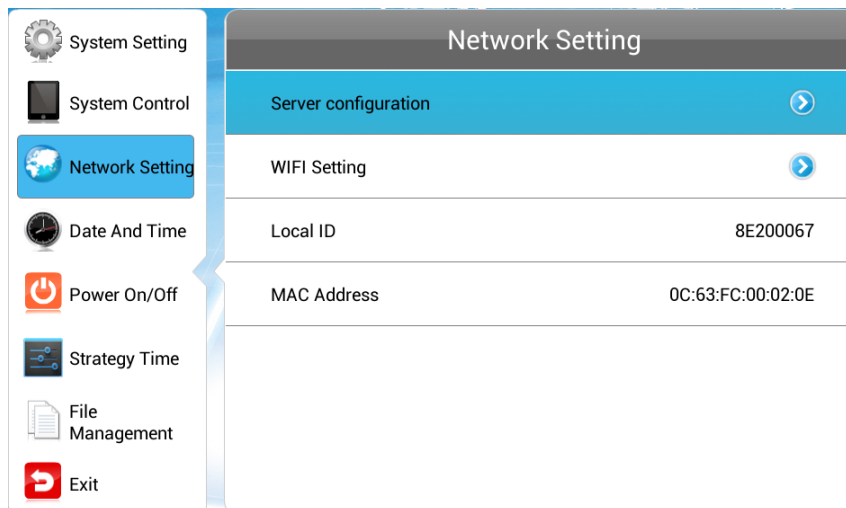 System Setting
System Control
Network Setting
Date And Time
Power On/Off
Strategy Time
File
Management
Exit
Network Setting
Server configuration
WIFI Setting
Local ID 8E200067
MAC Address 0C:63:FC:00:02:0E